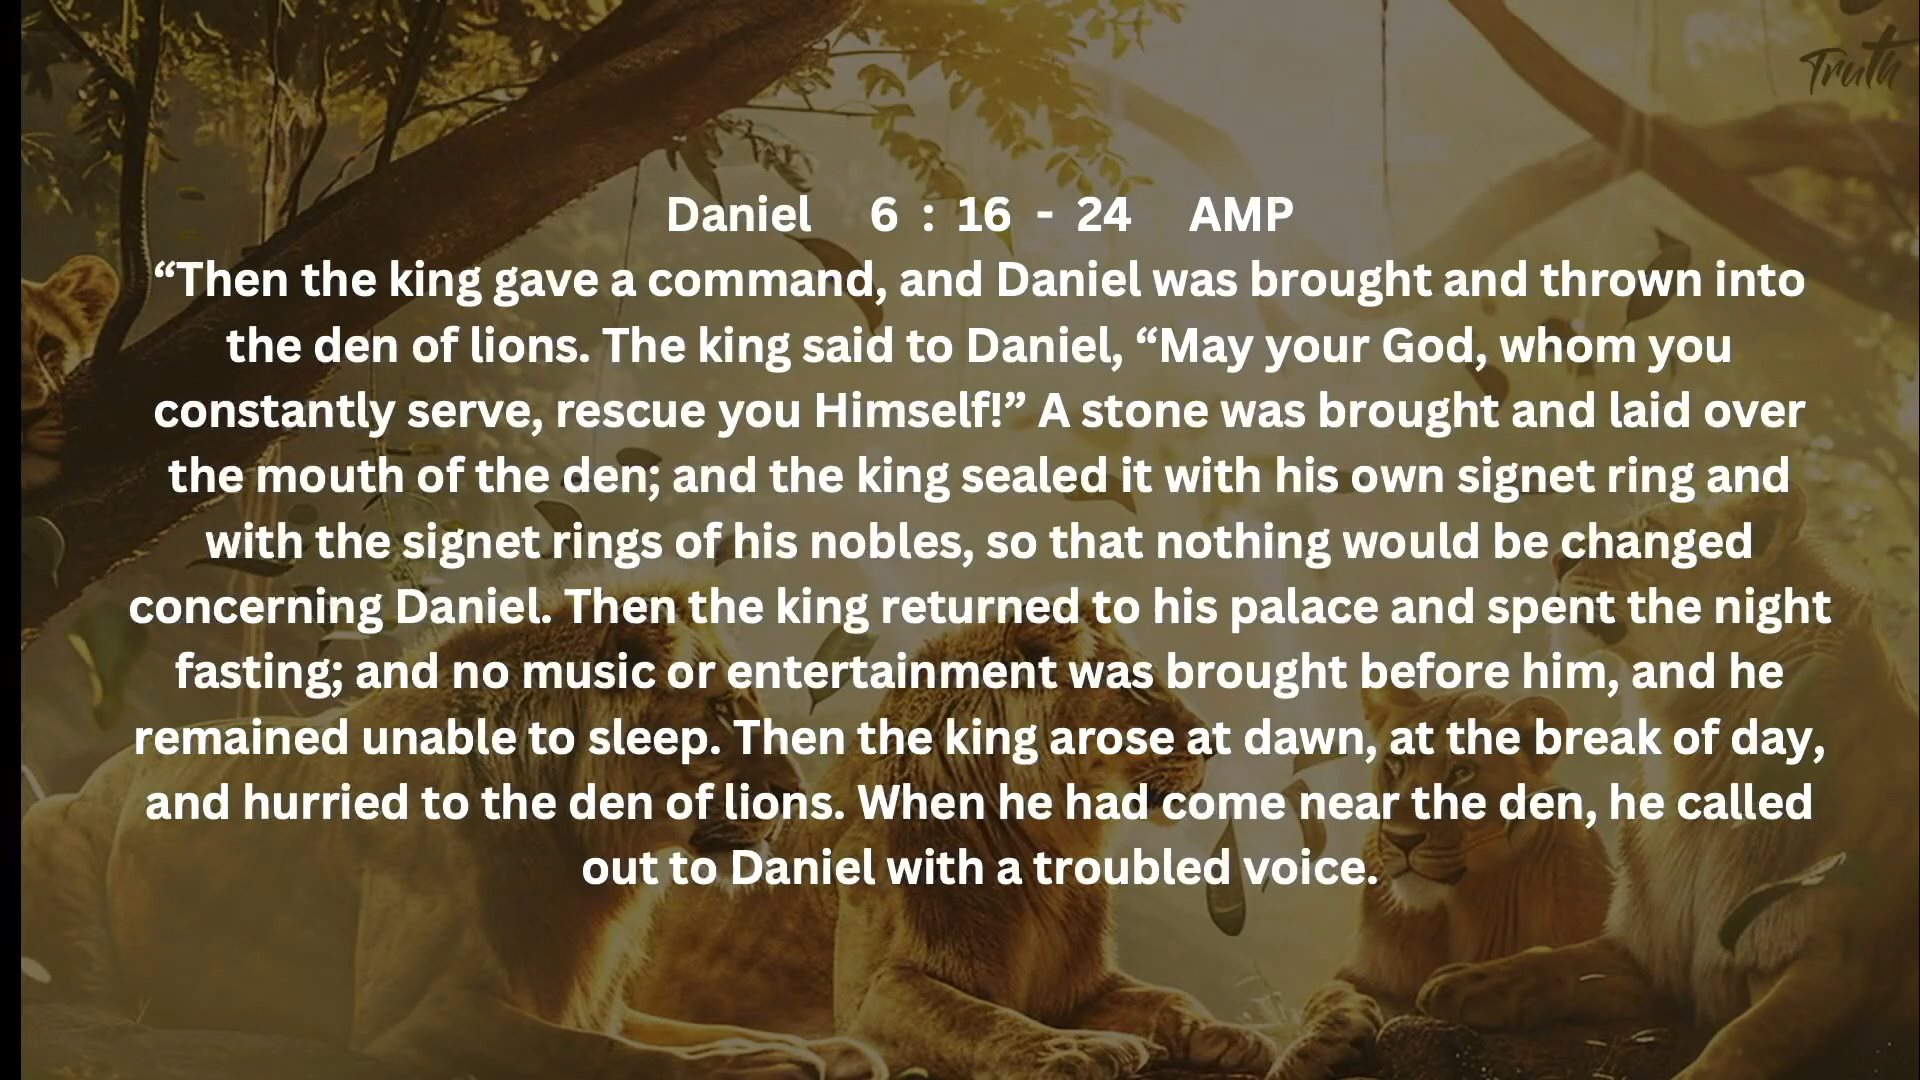 Truth
Daniel 6 : 16 - 24 AMP
“Then the king gave a command, and Daniel was brought and thrown into
the den of lions. The king said to Daniel, “May your God, whom you
constantly serve, rescue you Himself!” A stone was brought and laid over
the mouth of the den; and the king sealed it with his own signet ring and
with the signet rings of his nobles, so that nothing would be changed
concerning Daniel. Then the king returned to his palace and spent the night
fasting; and no music or entertainment was brought before him, and he
remained unable to sleep. Then the king arose at dawn, at the break of day,
and hurried to the den of lions. When he had come near the den, he called
out to Daniel with a troubled voice.